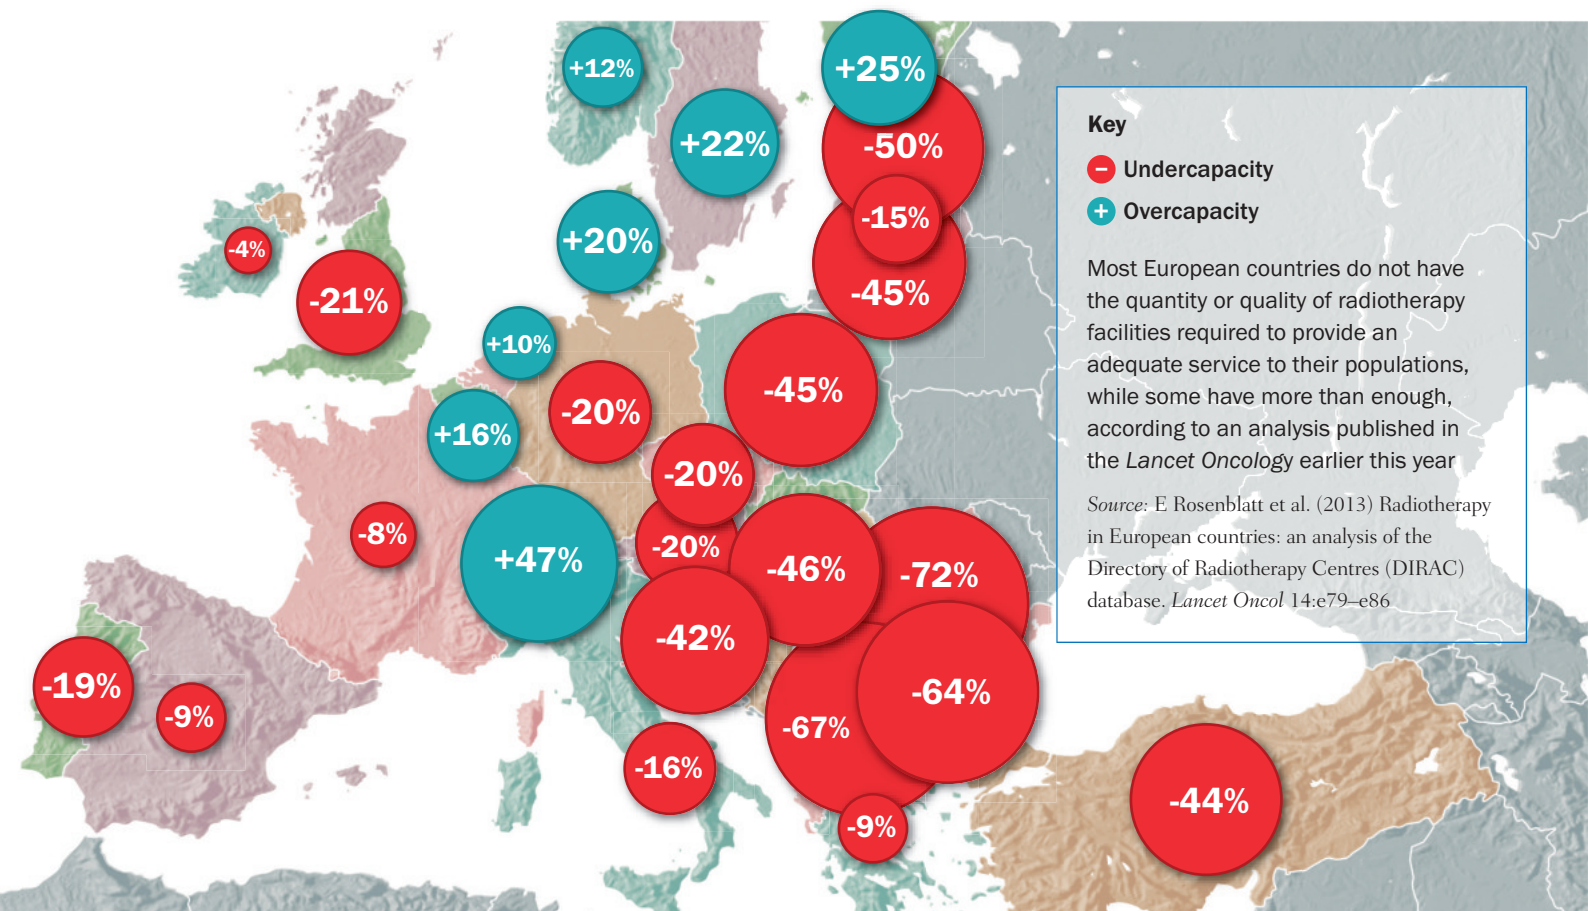 +12%
+25%
+22%
-50%
-15%
+20%
-4%
-21%
-45%
+10%
-45%
-20%
+16%
-20%
-8%
-20%
+47%
-46%
-72%
-42%
-19%
-9%
-67%
-64%
-16%
-44%
-9%
Key
− Undercapacity
+ Overcapacity
Most European countries do not have
the quantity or quality of radiotherapy
facilities required to provide an
adequate service to their populations,
while some have more than enough,
according to an analysis published in
the Lancet Oncology earlier this year
Source: E Rosenblatt et al. (2013) Radiotherapy
in European countries: an analysis of the
Directory of Radiotherapy Centres (DIRAC)
database. Lancet Oncol 14:e79–e86